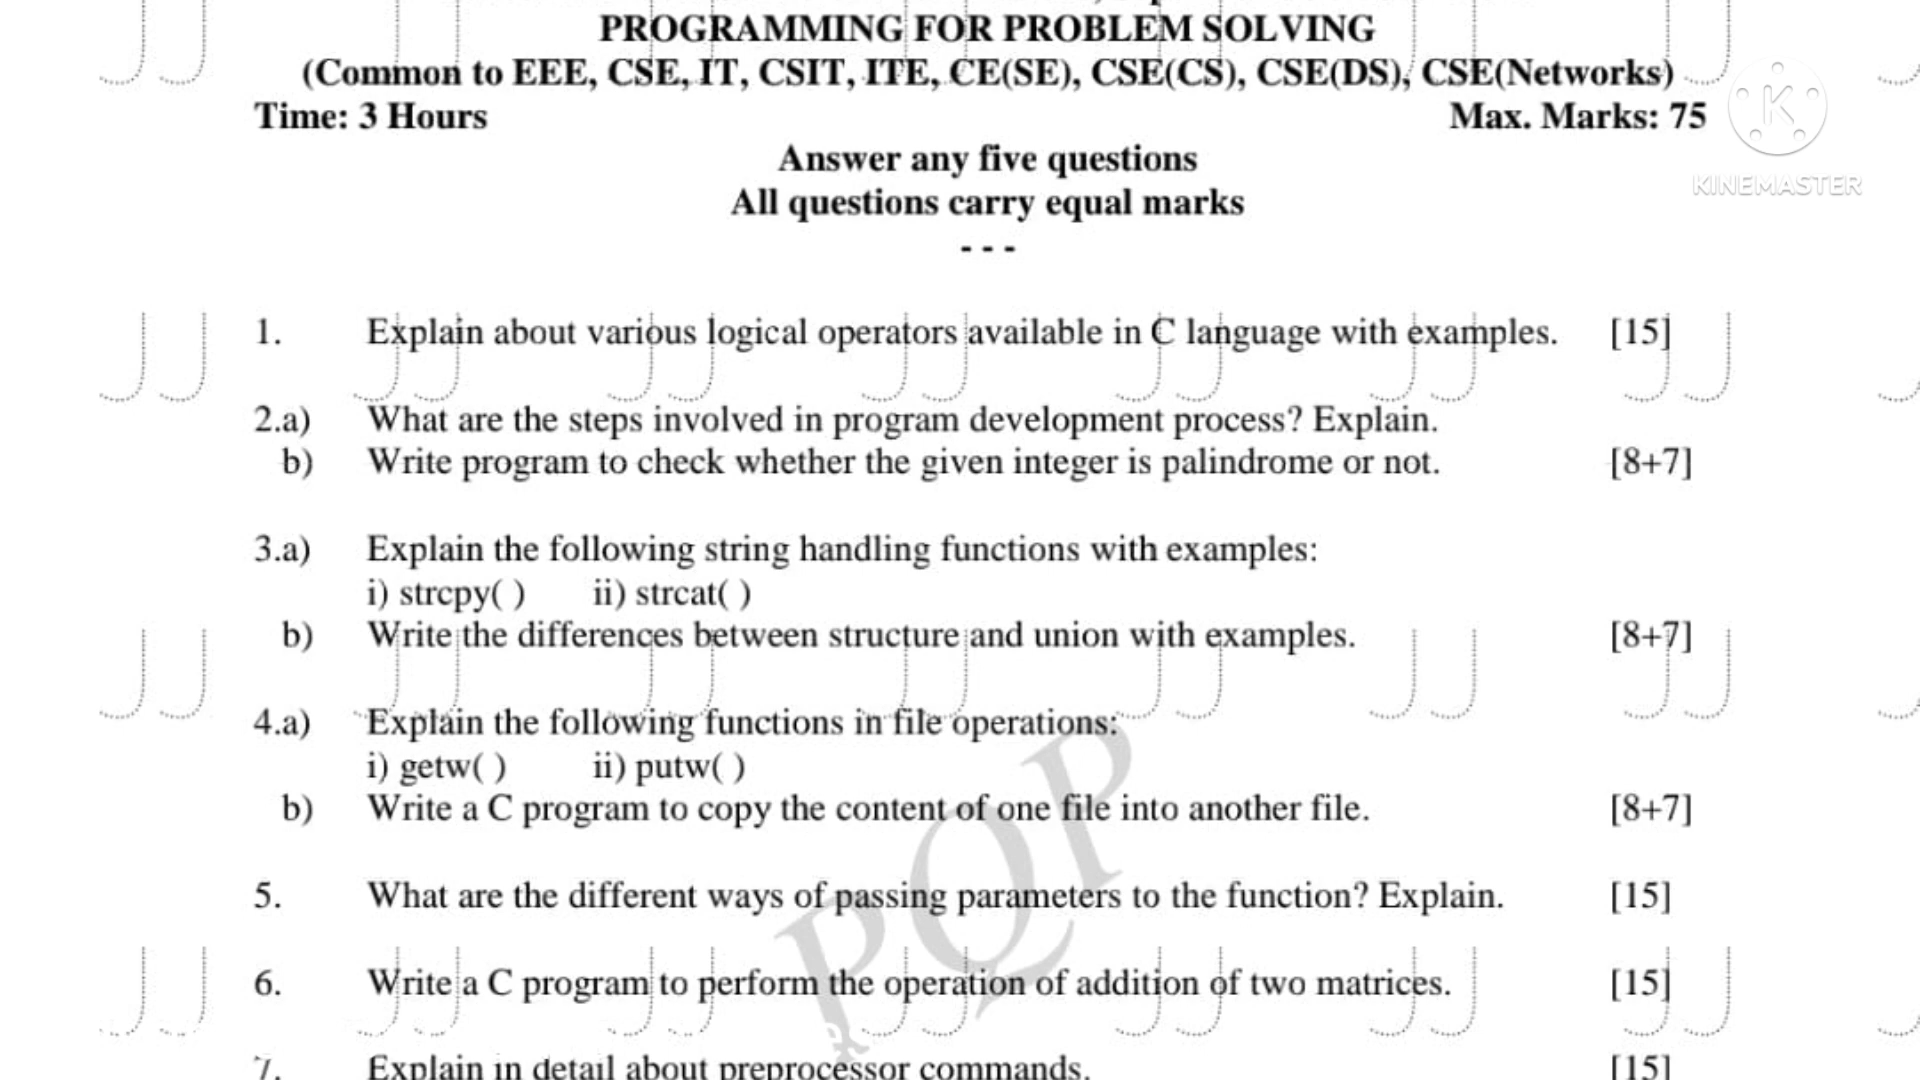 PROGRAMMING FOR PROBLEM SOLVING
(Common to EEE, CSE, IT, CSIT, ITE, CE(SE), CSE(CS), CSE(DS), CSE(Networks)
Time: 3 Hours Max. Marks: 75
K
KINEMASTER
Answer any five questions
All questions carry equal marks
- - -
1. Explain about various logical operators available in C language with examples. [15]
2.a) What are the steps involved in program development process? Explain.
b) Write program to check whether the given integer is palindrome or not. [8+7]
3.a) Explain the following string handling functions with examples:
i) strcpy( ) ii) strcat( )
b) Write the differences between structure and union with examples. [8+7]
4.a) Explain the following functions in file operations:
i) getw( ) ii) putw( )
b) Write a C program to copy the content of one file into another file. [8+7]
PQP
5. What are the different ways of passing parameters to the function? Explain. [15]
6. Write a C program to perform the operation of addition of two matrices. [15]
7. Explain in detail about preprocessor commands. [15]